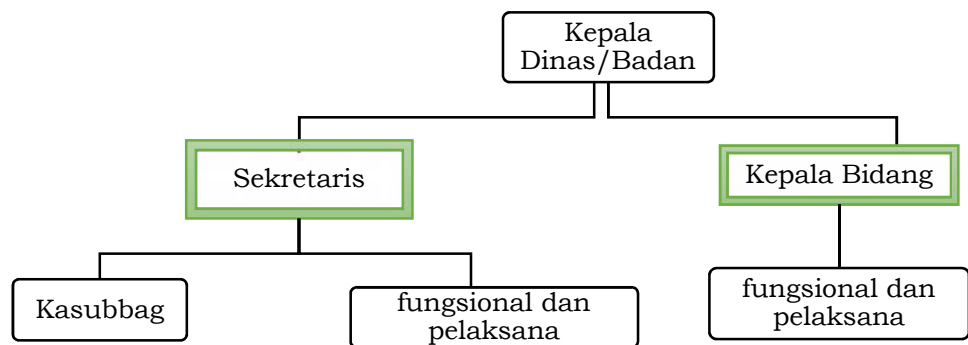 Kepala
Dinas/Badan
Sekretaris
Kepala Bidang
Kasubbag
fungsional dan
pelaksana
fungsional dan
pelaksana